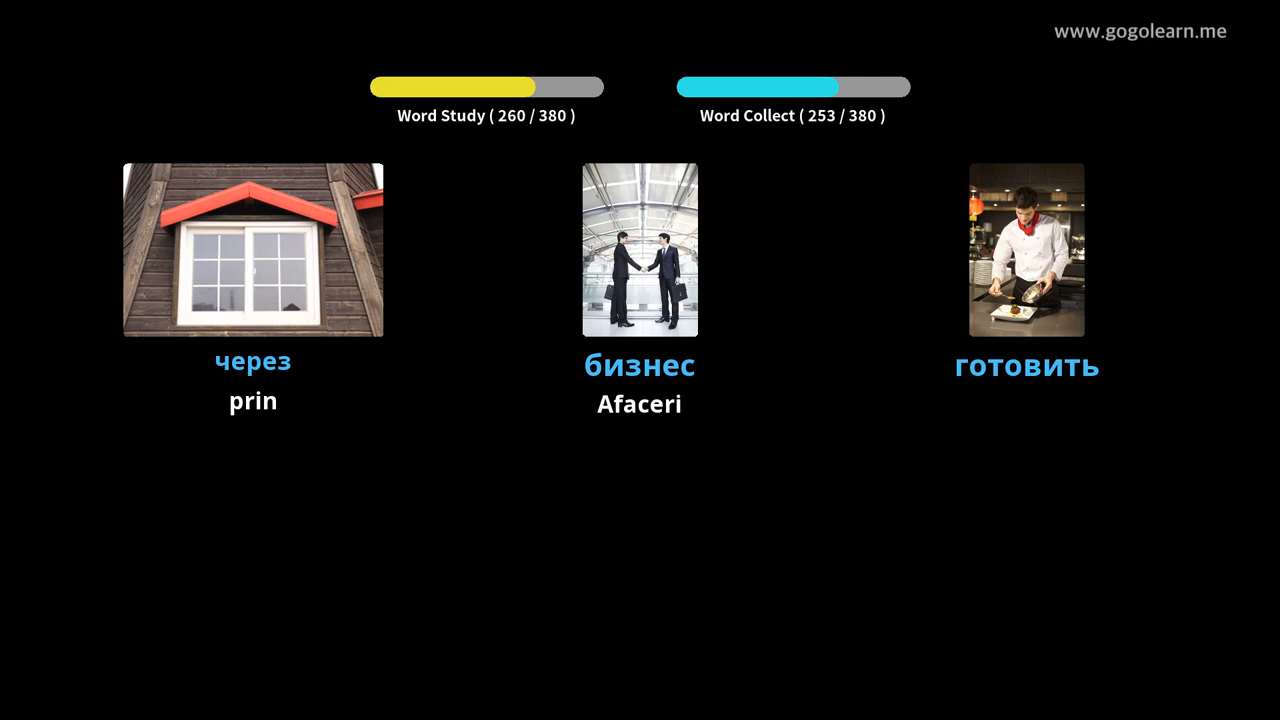 www.gogolearn.me
Word Study ( 260 / 380 )
Word Collect ( 253 / 380 )
через
prin
бизнес
Afaceri
готовить